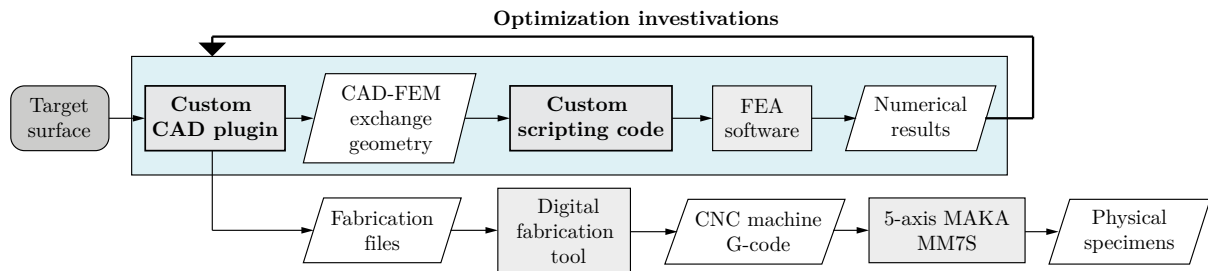 Optimization investivations
Target
surface
Custom
CAD plugin
CAD-FEM
exchange
geometry
Custom
scripting code
FEA
software
Numerical
results
Fabrication
files
Digital
fabrication
tool
CNC machine
G-code
5-axis MAKA
MM7S
Physical
specimens